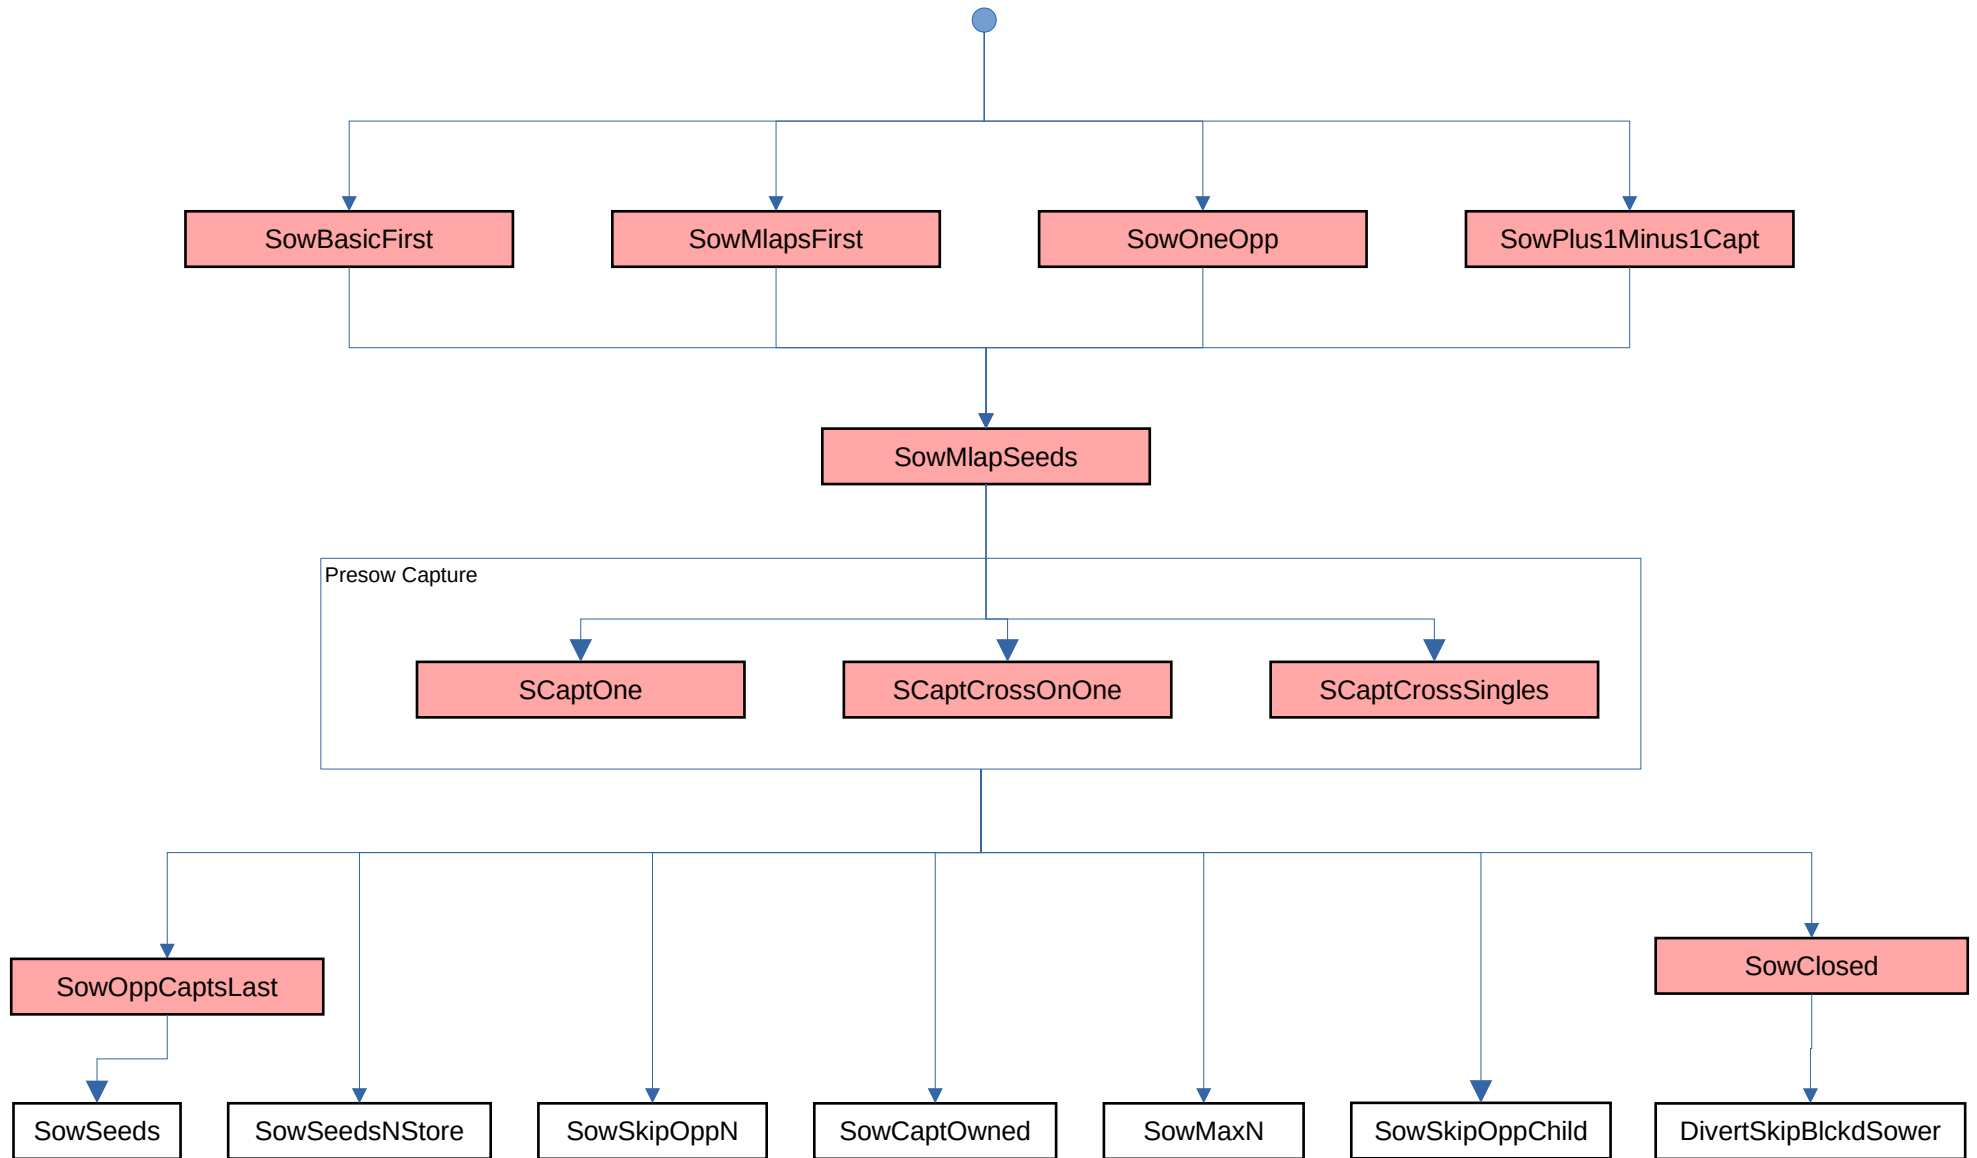 SowBasicFirst
SowMlapsFirst
SowOneOpp
SowPlus1Minus1Capt
SowMlapSeeds
Presow Capture
SCaptOne
SCaptCrossOnOne
SCaptCrossSingles
SowOppCaptsLast
SowClosed
SowSeeds
SowSeedsNStore
SowSkipOppN
SowCaptOwned
SowMaxN
SowSkipOppChild
DivertSkipBlckdSower